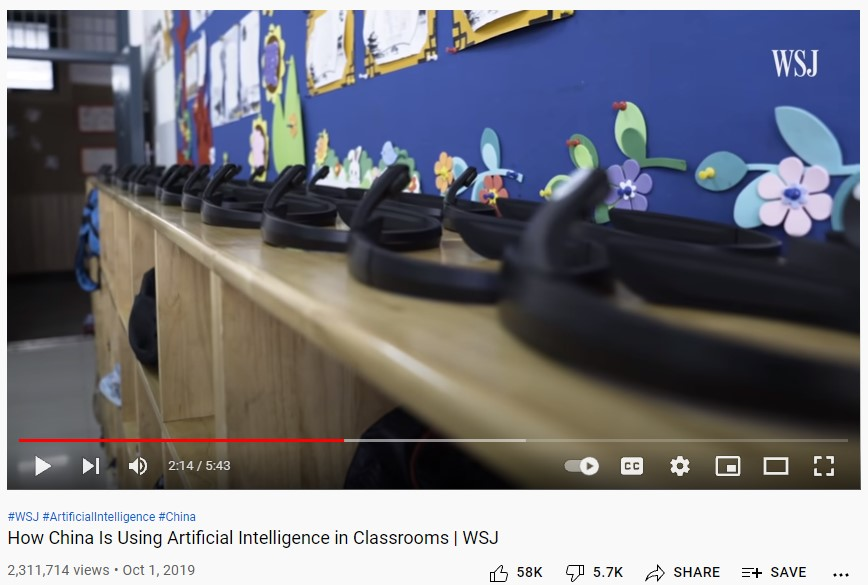 WSJ
2:14 / 5:43
CC
#WSJ #ArtificialIntelligence #China
How China Is Using Artificial Intelligence in Classrooms | WSJ
2,311,714 views • Oct 1, 2019
58K
5.7K
SHARE
SAVE
...